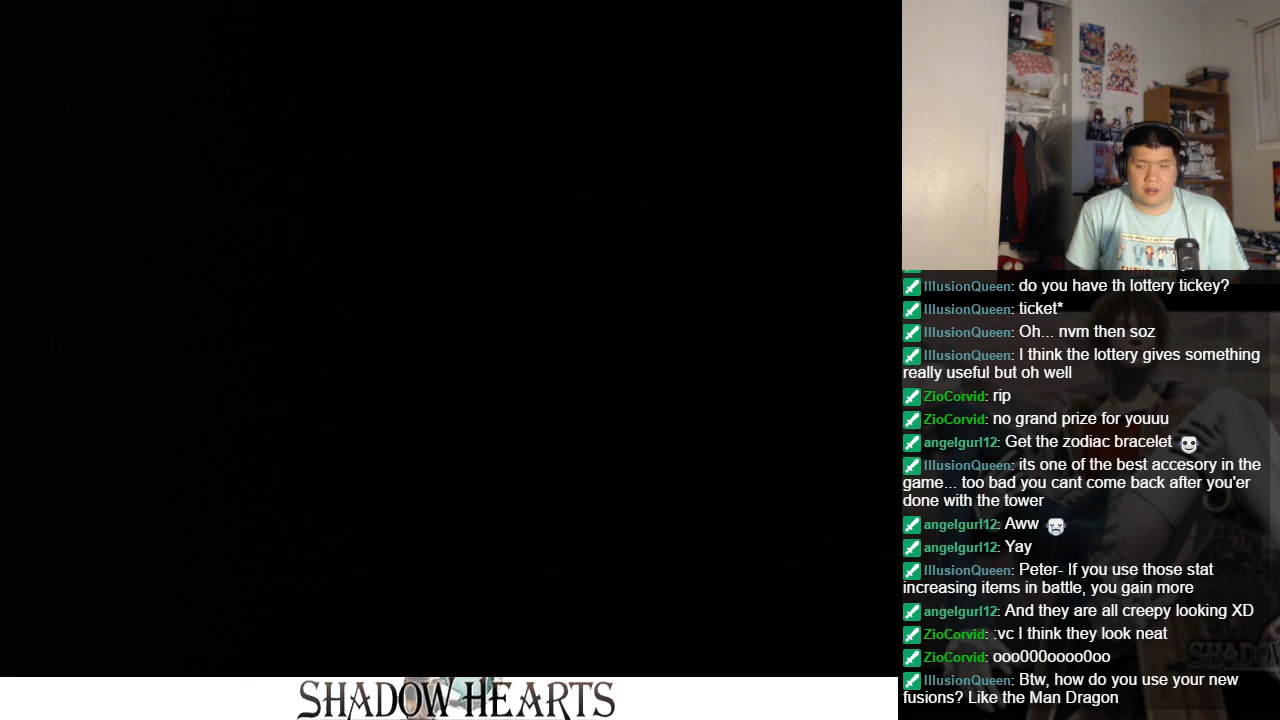 IllusionQueen: do you have th lottery tickey?
IllusionQueen: ticket*
IllusionQueen: Oh... nvm then soz
IllusionQueen: I think the lottery gives something
really useful but oh well
ZioCorvid: rip
ZioCorvid: no grand prize for youuu
angelgurl12: Get the zodiac bracelet
IllusionQueen: its one of the best accesory in the
game... too bad you cant come back after you'er
done with the tower
angelgurl12: Aww
angelgurl12: Yay
IllusionQueen: Peter- If you use those stat
increasing items in battle, you gain more
angelgurl12: And they are all creepy looking XD
ZioCorvid: :vc I think they look neat
ZioCorvid: ooo000oooo0oo
IllusionQueen: Btw, how do you use your new
fusions? Like the Man Dragon
SHADOW HEARTS